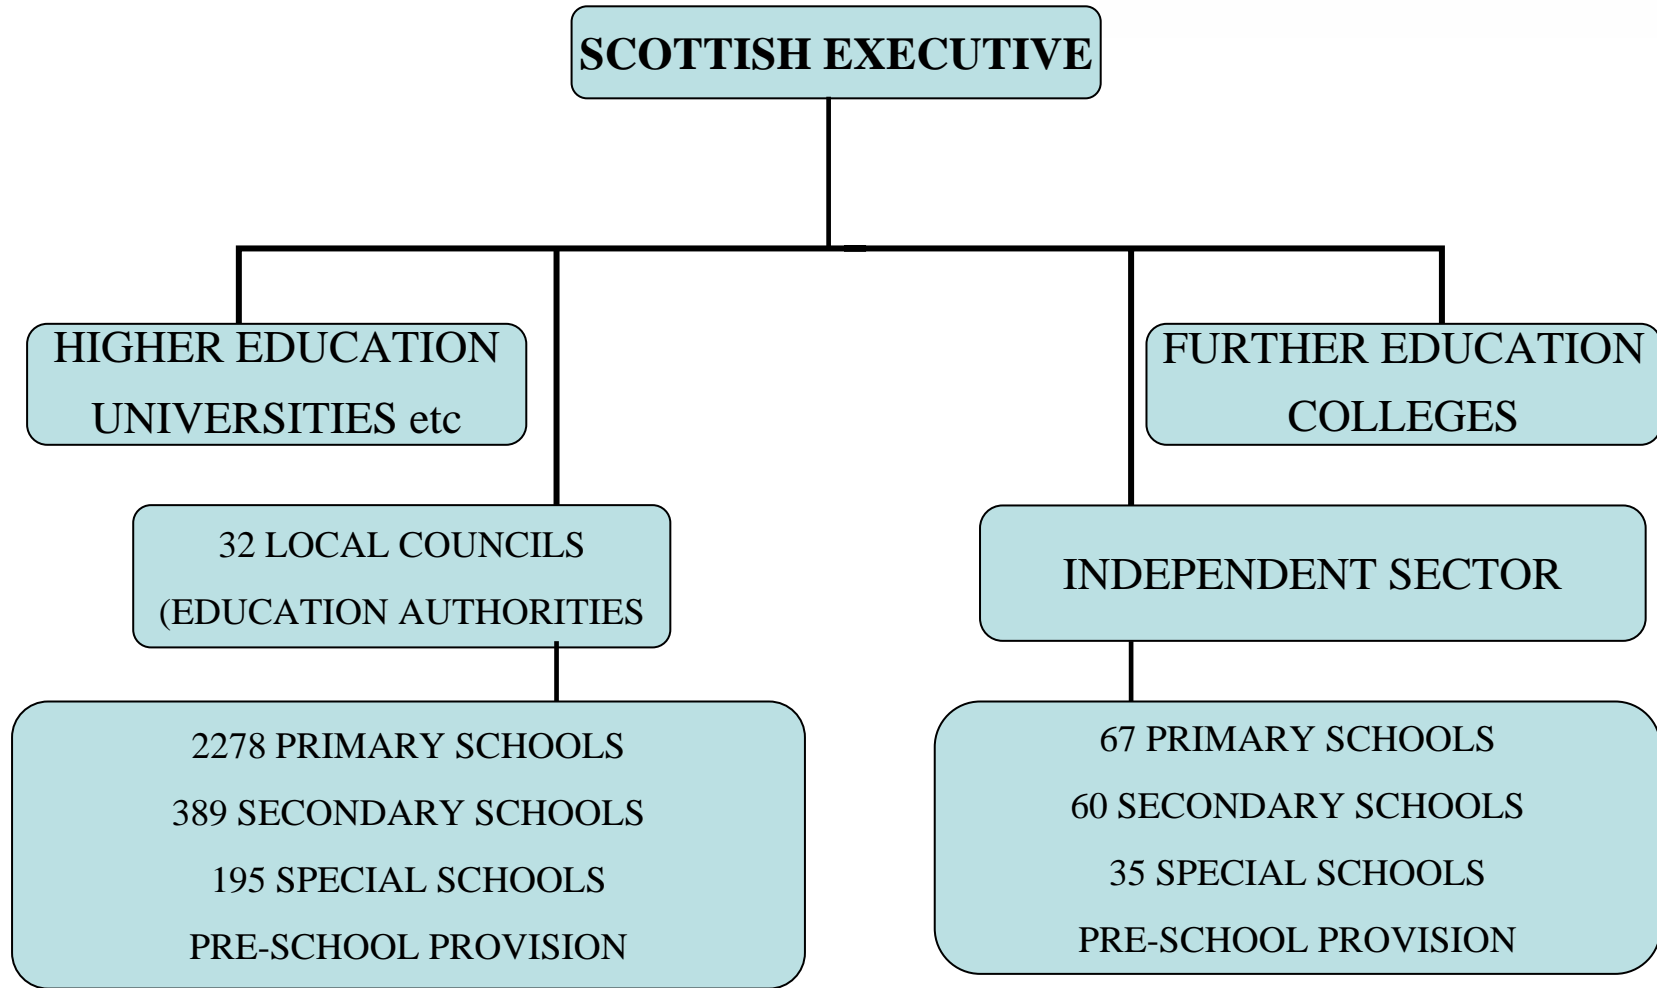 SCOTTISH EXECUTIVE
HIGHER EDUCATION
UNIVERSITIES etc
FURTHER EDUCATION
COLLEGES
32 LOCAL COUNCILS
(EDUCATION AUTHORITIES
INDEPENDENT SECTOR
2278 PRIMARY SCHOOLS
389 SECONDARY SCHOOLS
195 SPECIAL SCHOOLS
PRE-SCHOOL PROVISION
67 PRIMARY SCHOOLS
60 SECONDARY SCHOOLS
35 SPECIAL SCHOOLS
PRE-SCHOOL PROVISION